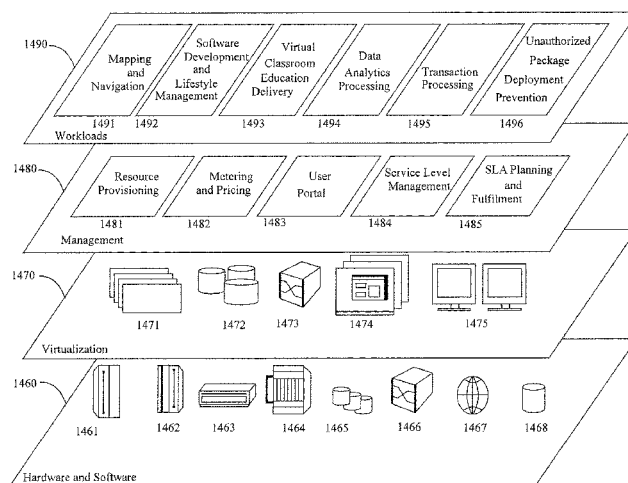 1490
Mapping
and
Navigation
Software
Development
and
Lifestyle
Management
Virtual
Classroom
Education
Delivery
Data
Analytics
Processing
Transaction
Processing
Unauthorized
Package
Deployment
Prevention
1491
1492
1493
1494
1495
1496
Workloads
1480
Resource
Provisioning
Metering
and Pricing
User
Portal
Service Level
Management
SLA Planning
and
Fulfilment
1481
1482
1483
1484
1485
Management
1470
1471
1472
1473
1474
1475
Virtualization
1460
1461
1462
1463
1464
1465
1466
1467
1468
Hardware and Software